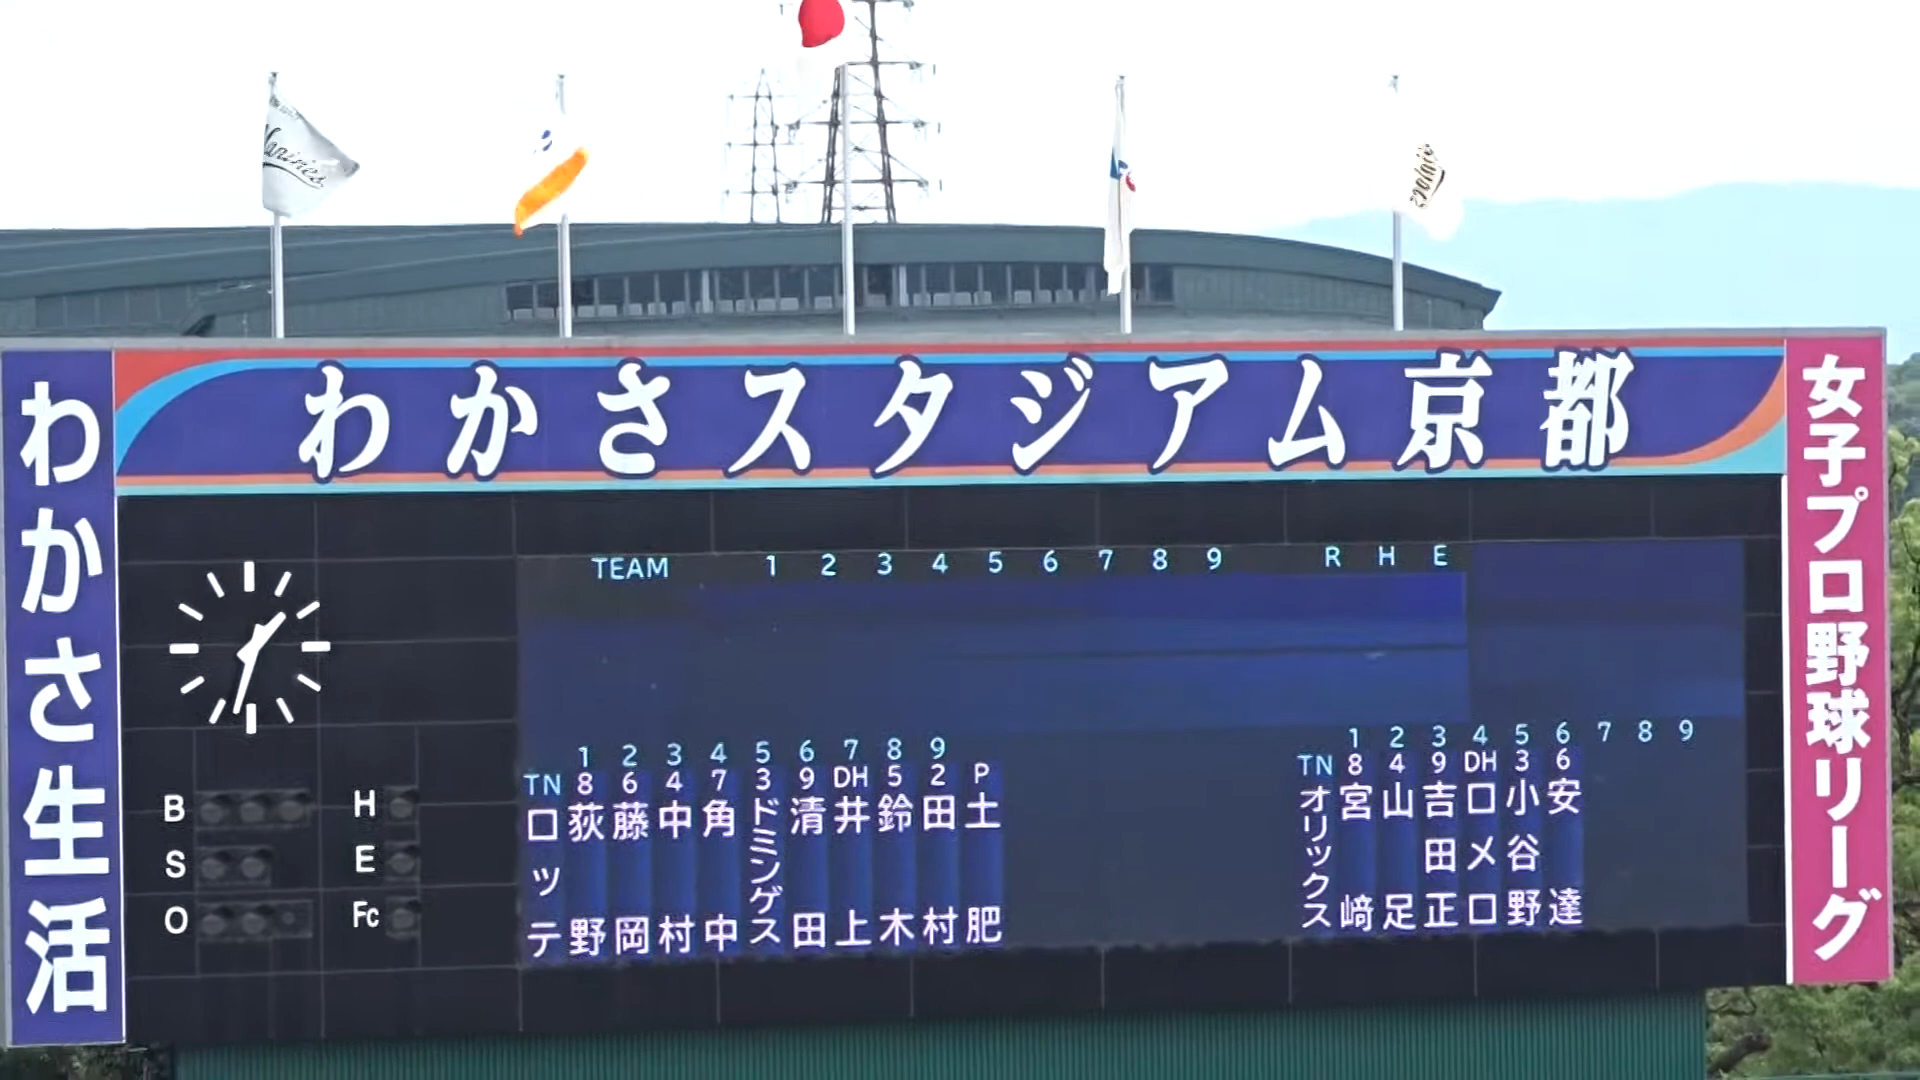 Marines
Buffaloes
わかさスタジアム京都
わかさ生活
女子プロ野球リーグ
TEAM 1 2 3 4 5 6 7 8 9 R H E
B H
S E
O Fc
1 2 3 4 5 6 7 8 9
TN 8 6 4 7 3 9 DH 5 2 P
ロッテ
荻野
藤岡
中村
角中
ドミンゲス
清田
井上
鈴木
田村
土肥
1 2 3 4 5 6 7 8 9
TN 8 4 9 DH 3 6
オリックス
宮﨑
山足
吉田正
ロメロ
小谷野
安達